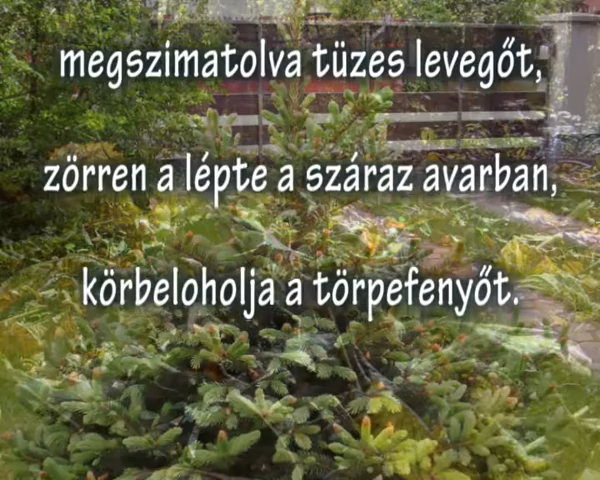 megszimatolva tüzes levegőt,
zörren a lépte a száraz avarban,
körbeloholja a törpefenyőt.